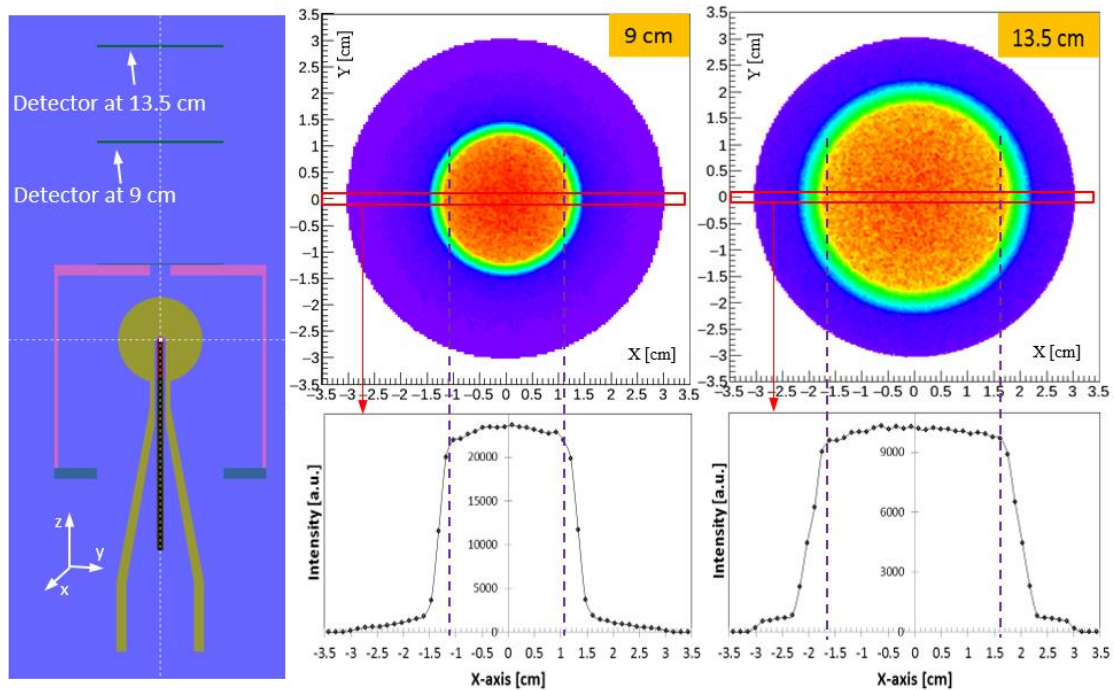 Detector at 13.5 cm
Detector at 9 cm
z
y
x
9 cm
Y [cm]
3.5
3
2.5
2
1.5
1
0.5
0
−0.5
−1
−1.5
−2
−2.5
−3
−3.5
X [cm]
−3.5 −3 −2.5 −2 −1.5 −1 −0.5 0 0.5 1 1.5 2 2.5 3 3.5
13.5 cm
Y [cm]
3.5
3
2.5
2
1.5
1
0.5
0
−0.5
−1
−1.5
−2
−2.5
−3
−3.5
X [cm]
−3.5 −3 −2.5 −2 −1.5 −1 −0.5 0 0.5 1 1.5 2 2.5 3 3.5
Intensity [a.u.]
20000
15000
10000
5000
0
-3.5 -3 -2.5 -2 -1.5 -1 -0.5 0 0.5 1 1.5 2 2.5 3 3.5
X-axis [cm]
Intensity [a.u.]
9000
6000
3000
0
-3.5 -3 -2.5 -2 -1.5 -1 -0.5 0 0.5 1 1.5 2 2.5 3 3.5
X-axis [cm]